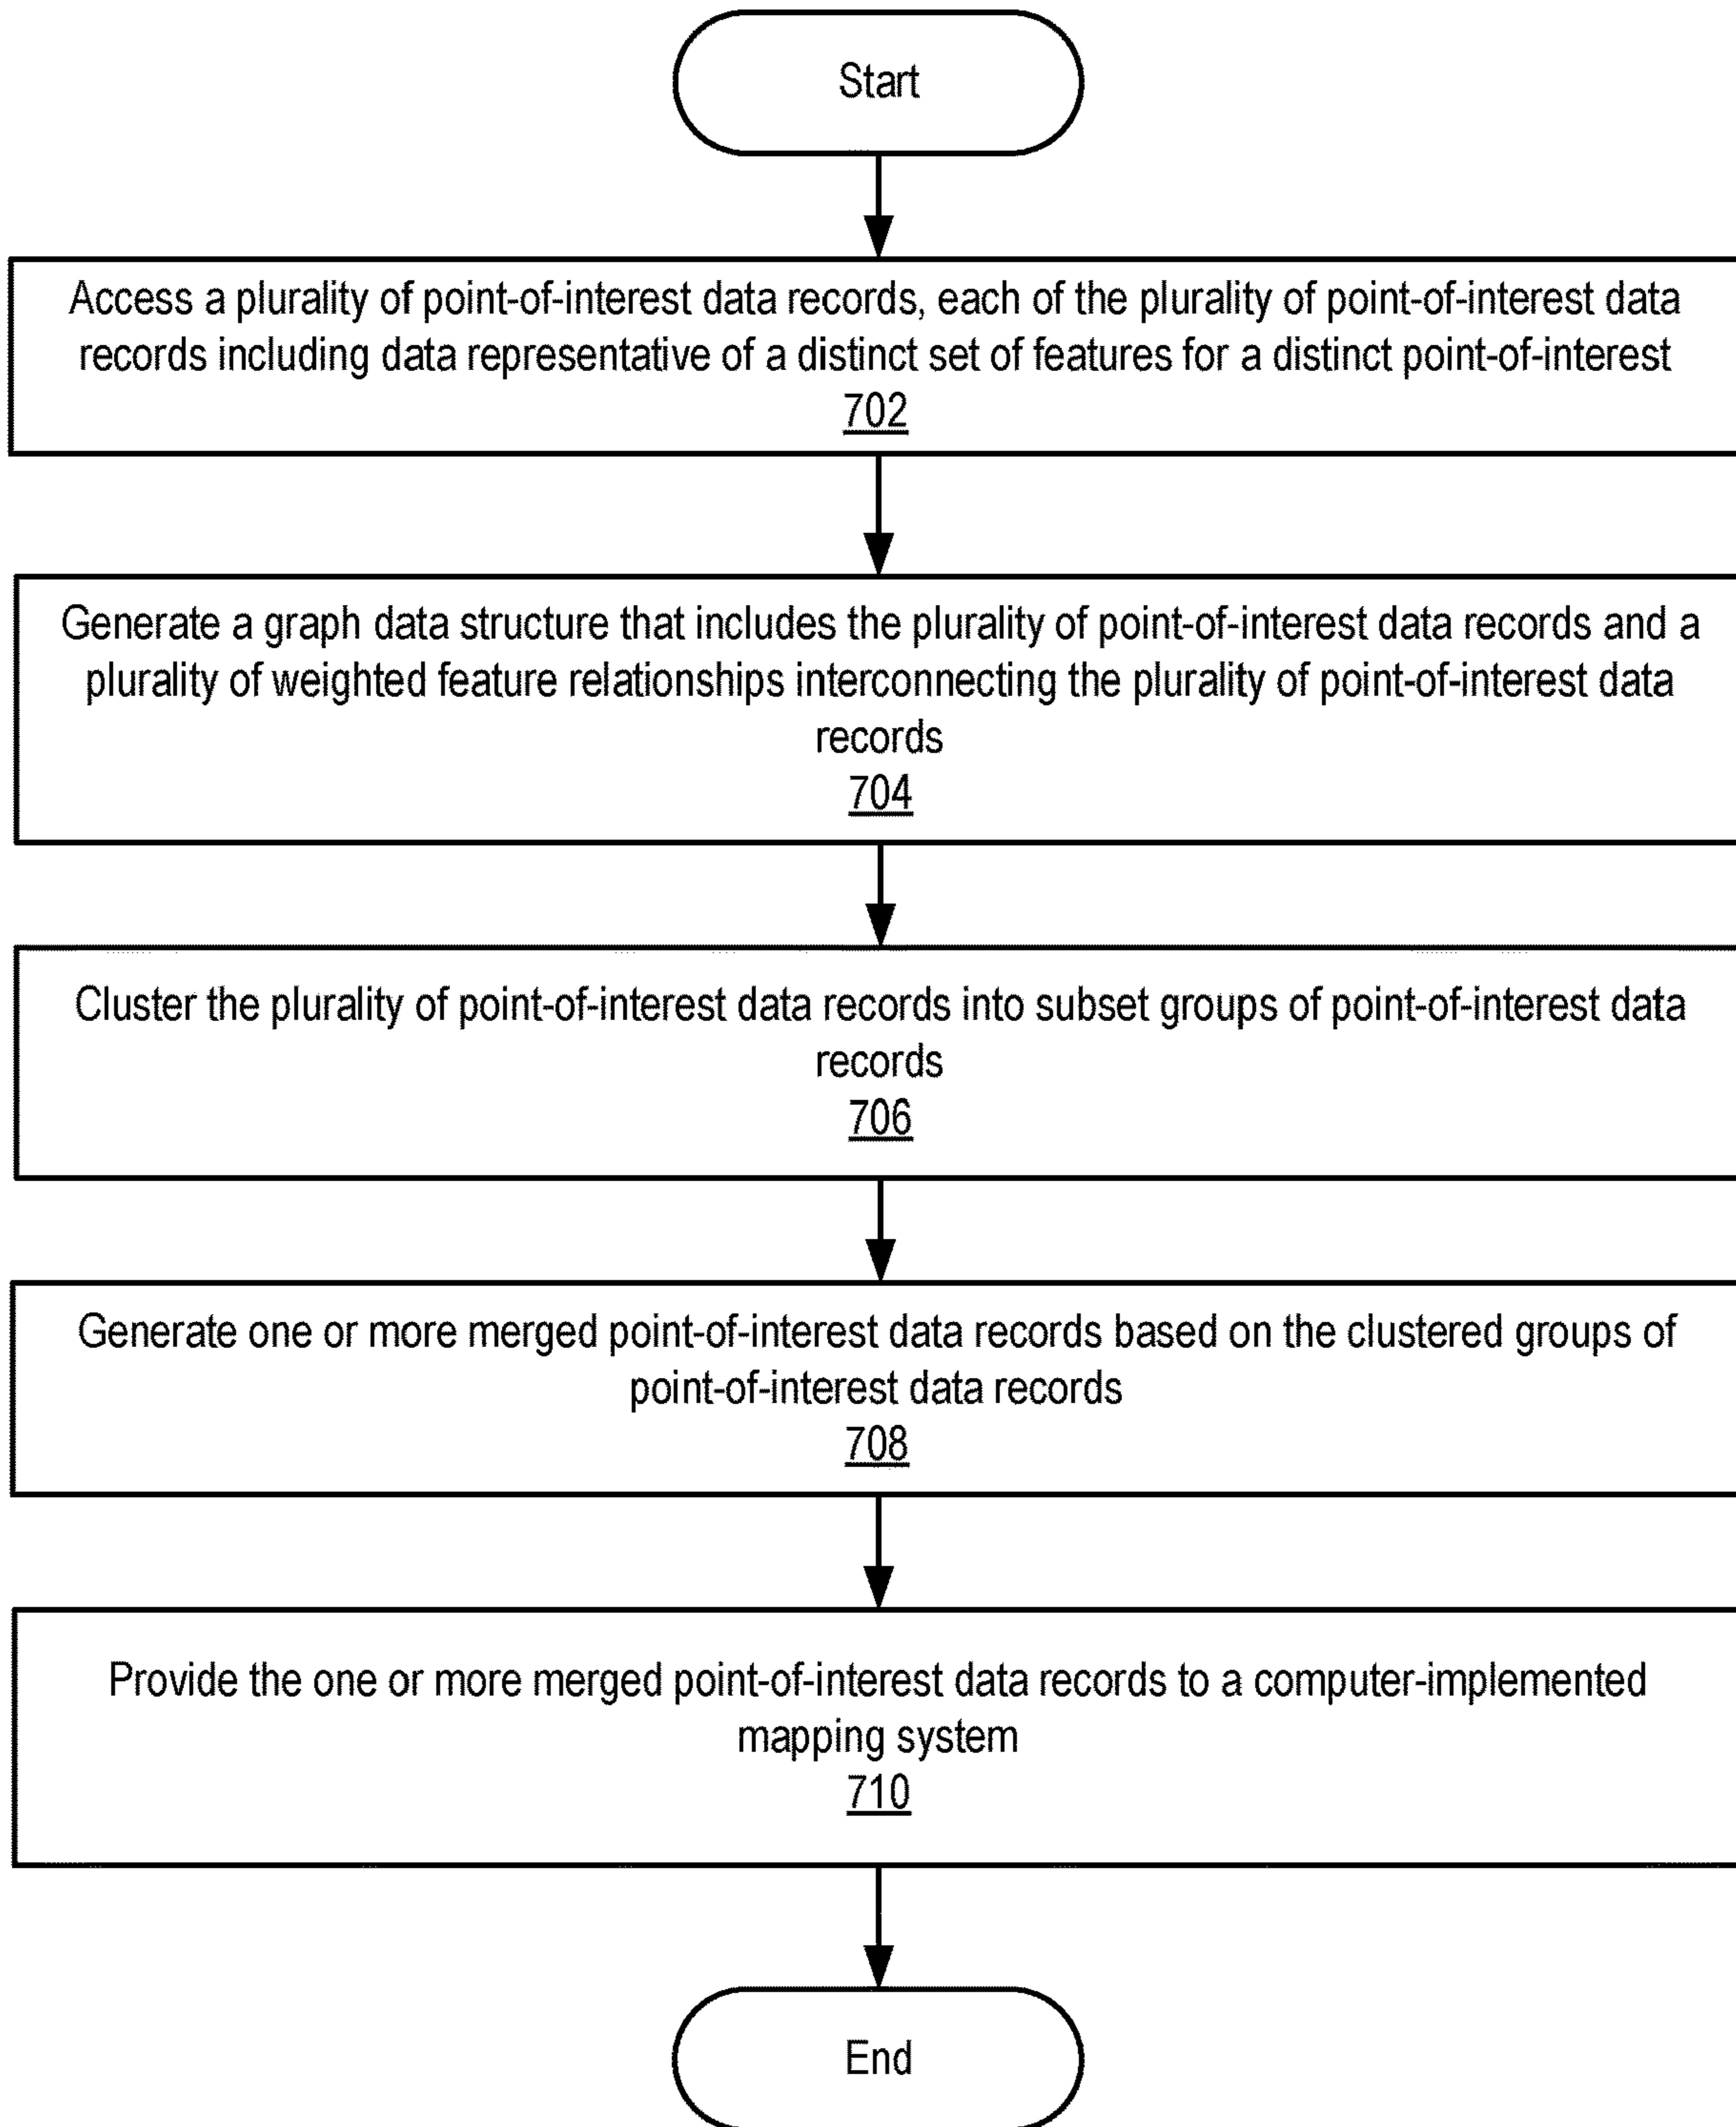 Start
Access a plurality of point-of-interest data records, each of the plurality of point-of-interest data
records including data representative of a distinct set of features for a distinct point-of-interest
702
Generate a graph data structure that includes the plurality of point-of-interest data records and a
plurality of weighted feature relationships interconnecting the plurality of point-of-interest data
records
704
Cluster the plurality of point-of-interest data records into subset groups of point-of-interest data
records
706
Generate one or more merged point-of-interest data records based on the clustered groups of
point-of-interest data records
708
Provide the one or more merged point-of-interest data records to a computer-implemented
mapping system
710
End